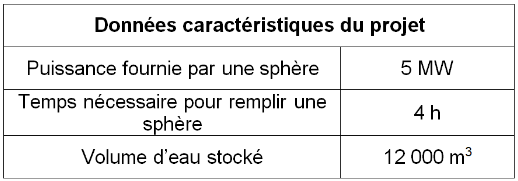 Données caractéristiques du projet
Puissance fournie par une sphère 5 MW
Temps nécessaire pour remplir une
sphère 4 h
Volume d'eau stocké 12 000 m³